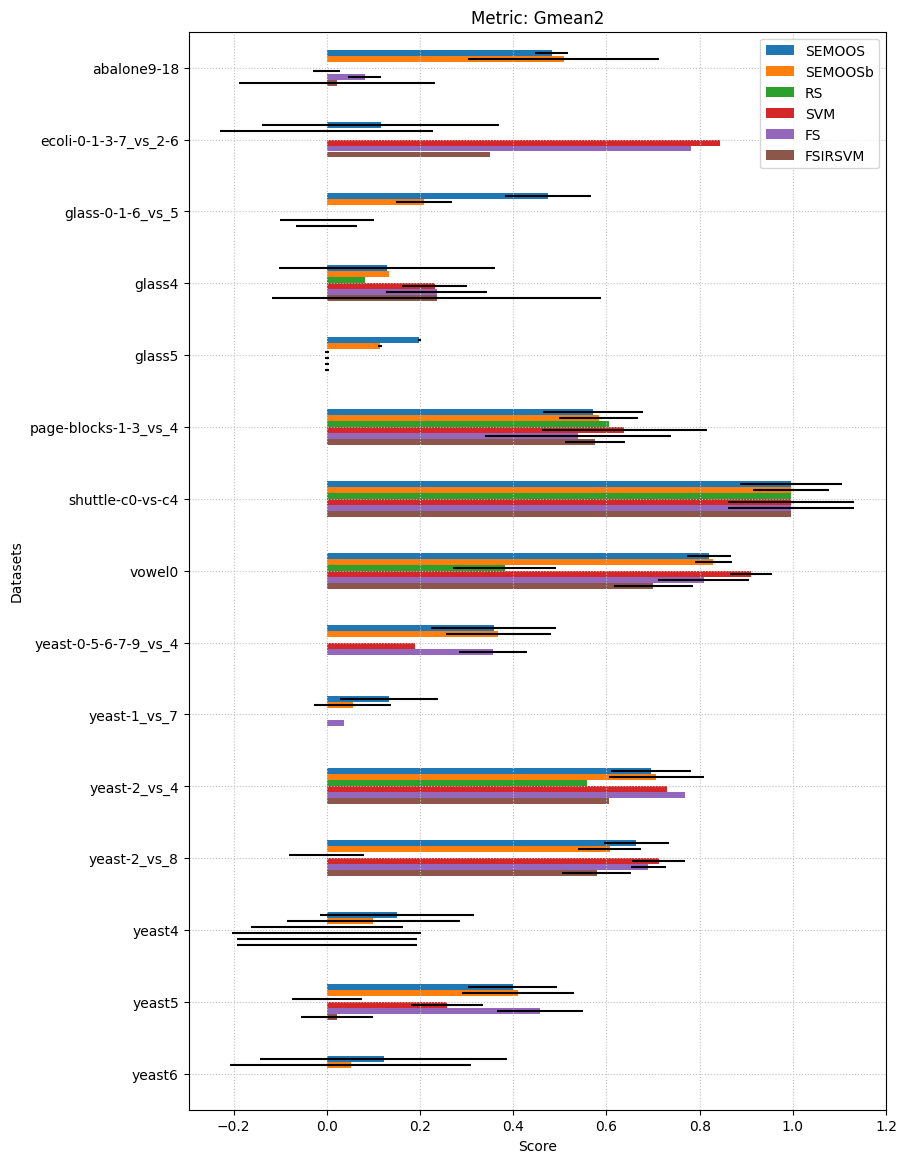 Metric: Gmean2
SEMOOS
SEMOOSb
RS
SVM
FS
FSIRSVM
Datasets
abalone9-18
ecoli-0-1-3-7_vs_2-6
glass-0-1-6_vs_5
glass4
glass5
page-blocks-1-3_vs_4
shuttle-c0-vs-c4
vowel0
yeast-0-5-6-7-9_vs_4
yeast-1_vs_7
yeast-2_vs_4
yeast-2_vs_8
yeast4
yeast5
yeast6
−0.2 0.0 0.2 0.4 0.6 0.8 1.0 1.2
Score